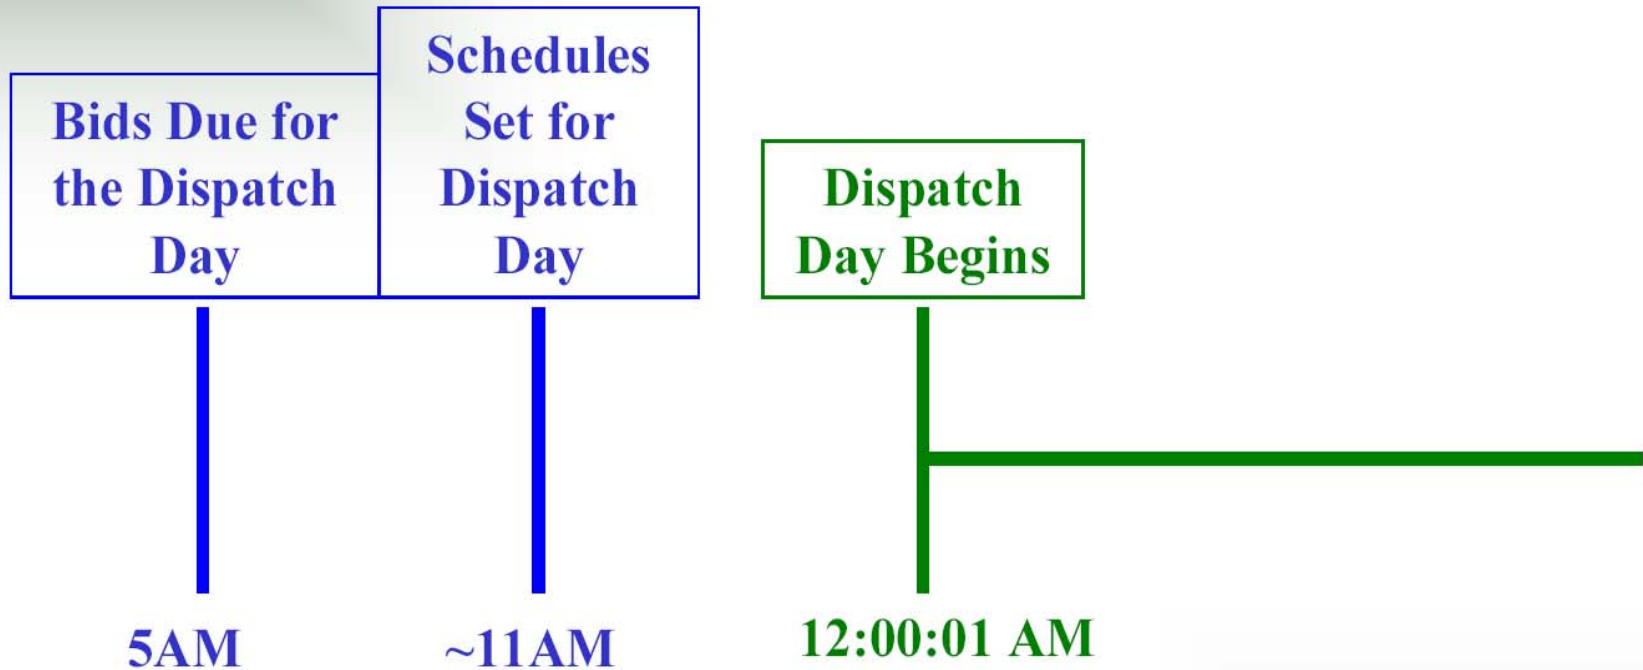 Bids Due for
the Dispatch
Day
Schedules
Set for
Dispatch
Day
Dispatch
Day Begins
5AM
~11AM
12:00:01 AM